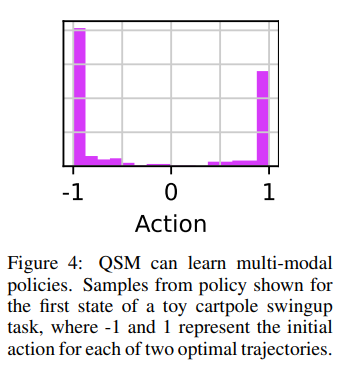 -1 0 1
Action
Figure 4: QSM can learn multi-modal
policies. Samples from policy shown for
the first state of a toy cartpole swingup
task, where -1 and 1 represent the initial
action for each of two optimal trajectories.